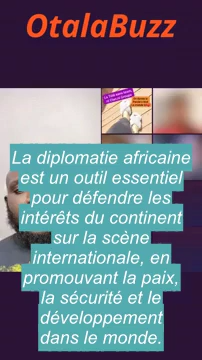 OtalaBuzz
La diplomatie africaine
est un outil essentiel
pour défendre les
intérêts du continent
sur la scène
internationale, en
promouvant la paix,
la sécurité et le
développement
dans le monde.